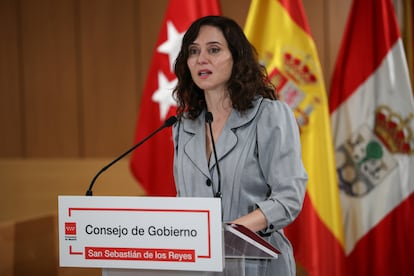 Consejo de Gobierno
San Sebastián de los Reyes